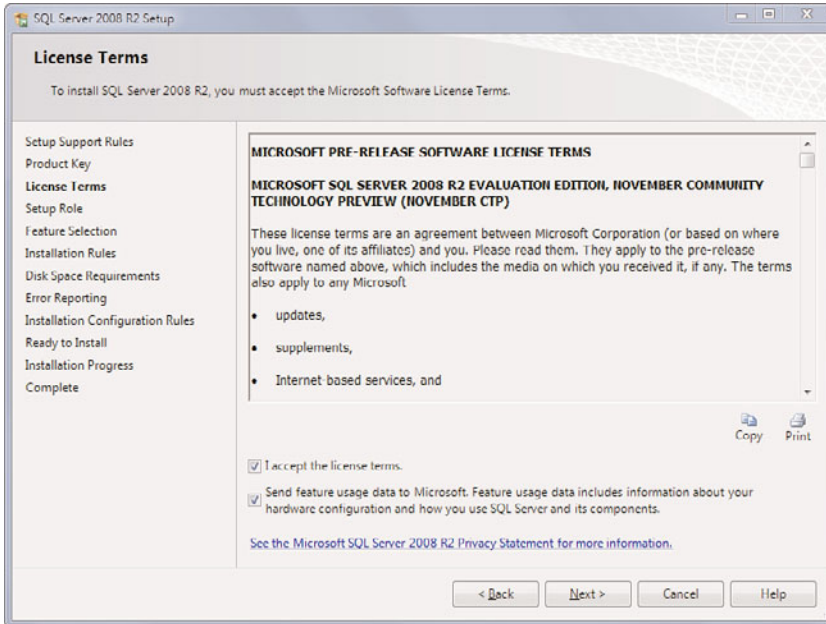 SQL Server 2008 R2 Setup
License Terms
To install SQL Server 2008 R2, you must accept the Microsoft Software License Terms.
Setup Support Rules
Product Key
License Terms
Setup Role
Feature Selection
Installation Rules
Disk Space Requirements
Error Reporting
Installation Configuration Rules
Ready to Install
Installation Progress
Complete
MICROSOFT PRE-RELEASE SOFTWARE LICENSE TERMS
MICROSOFT SQL SERVER 2008 R2 EVALUATION EDITION, NOVEMBER COMMUNITY
TECHNOLOGY PREVIEW (NOVEMBER CTP)
These license terms are an agreement between Microsoft Corporation (or based on where
you live, one of its affiliates) and you. Please read them. They apply to the pre-release
software named above, which includes the media on which you received it, if any. The terms
also apply to any Microsoft
• updates,
• supplements,
• Internet-based services, and
Copy
Print
I accept the license terms.
Send feature usage data to Microsoft. Feature usage data includes information about your
hardware configuration and how you use SQL Server and its components.
See the Microsoft SQL Server 2008 R2 Privacy Statement for more information.
< Back
Next >
Cancel
Help